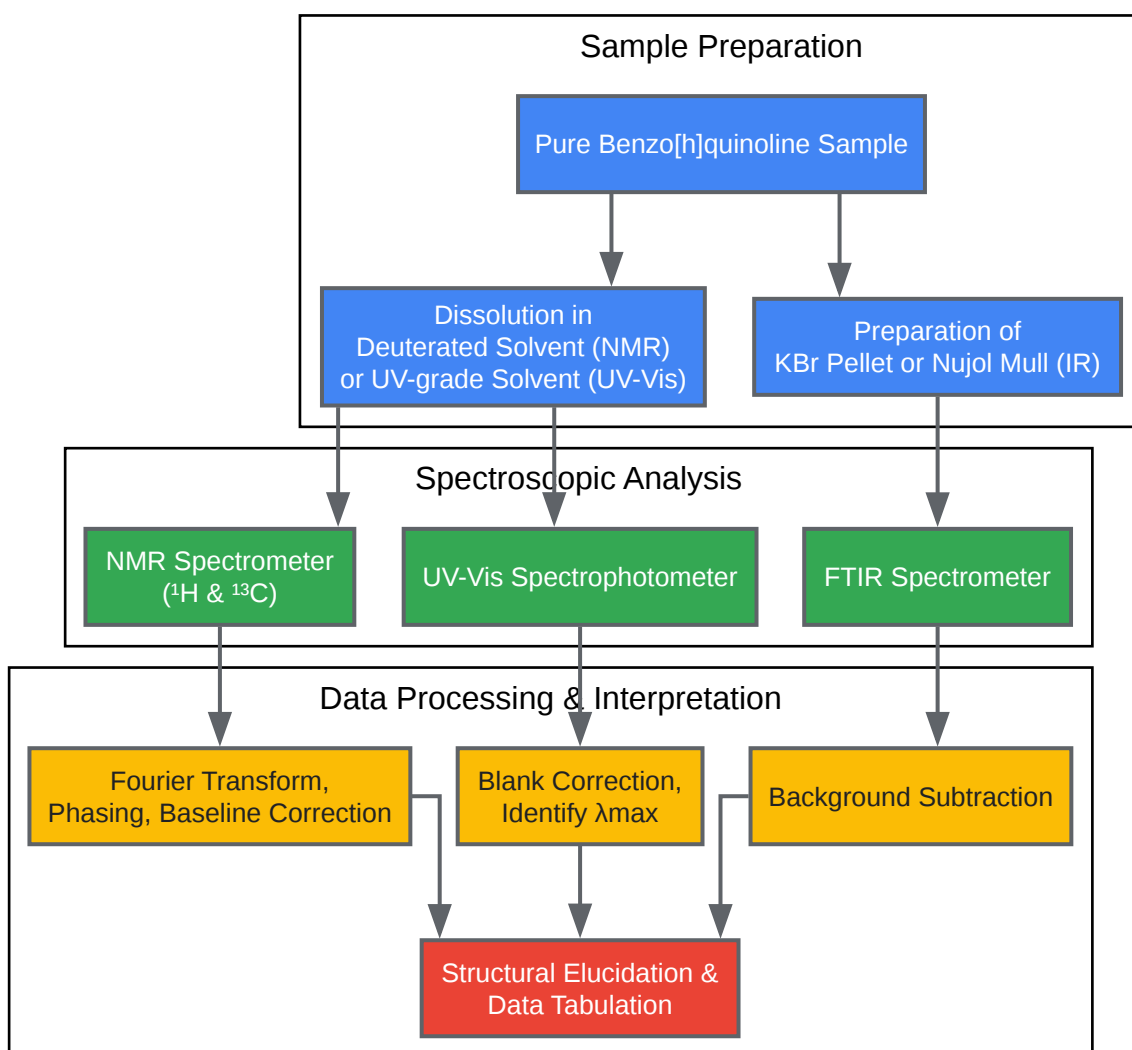 Sample Preparation
Pure Benzo[h]quinoline Sample
Dissolution in
Deuterated Solvent (NMR)
or UV-grade Solvent (UV-Vis)
Preparation of
KBr Pellet or Nujol Mull (IR)
Spectroscopic Analysis
NMR Spectrometer
(¹H & ¹³C)
UV-Vis Spectrophotometer
FTIR Spectrometer
Data Processing & Interpretation
Fourier Transform,
Phasing, Baseline Correction
Blank Correction,
Identify λmax
Background Subtraction
Structural Elucidation &
Data Tabulation